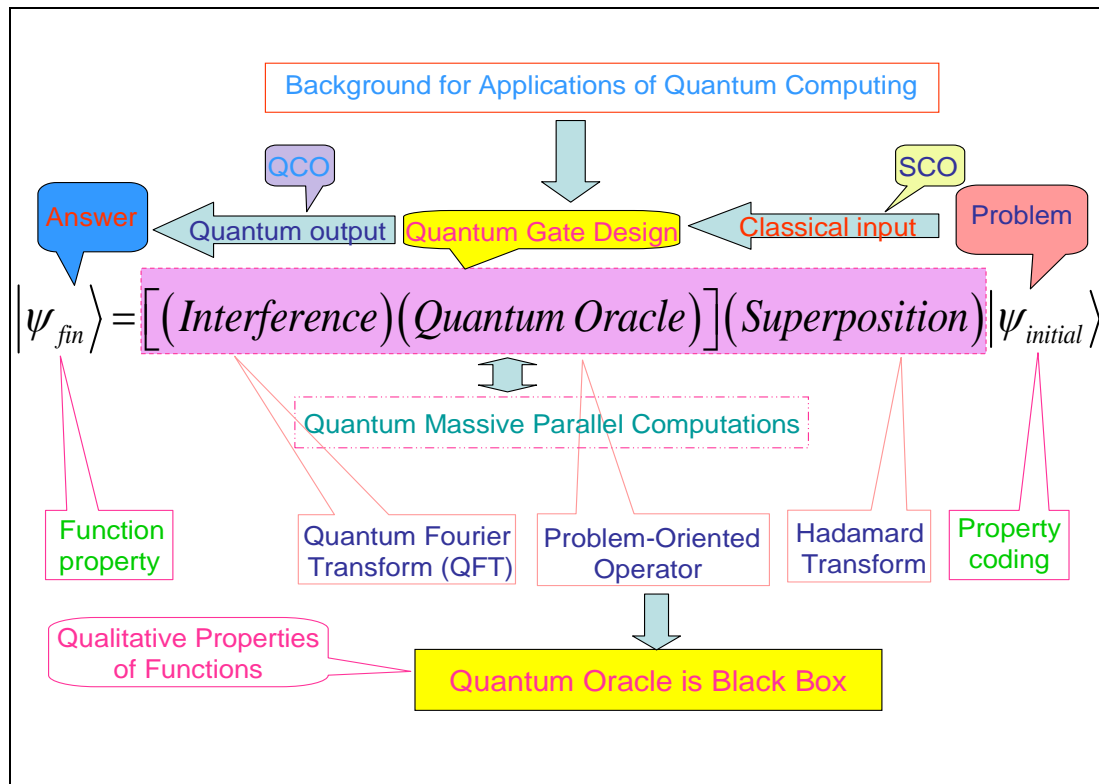 Background for Applications of Quantum Computing
QCO
SCO
Answer
Quantum output
Quantum Gate Design
Classical input
Problem
|ψ_fin⟩ = [(Interference)(Quantum Oracle)](Superposition)|ψ_initial⟩
Quantum Massive Parallel Computations
Function
property
Quantum Fourier
Transform (QFT)
Problem-Oriented
Operator
Hadamard
Transform
Property
coding
Qualitative Properties
of Functions
Quantum Oracle is Black Box